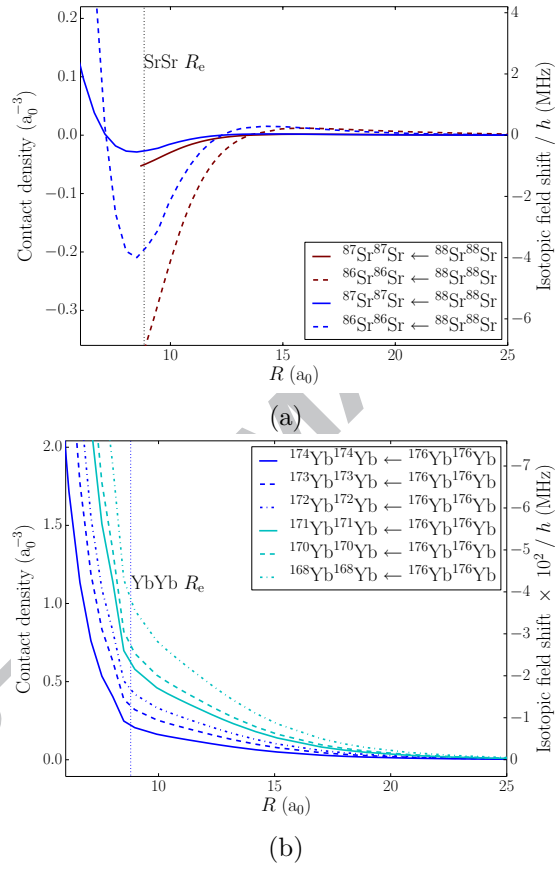 0.2
0.1
0.0
−0.1
−0.2
−0.3
Contact density (a₀⁻³)
SrSr Rₑ
4
2
0
−2
−4
−6
Isotopic field shift / h (MHz)
⁸⁷Sr⁸⁷Sr ← ⁸⁸Sr⁸⁸Sr
⁸⁶Sr⁸⁶Sr ← ⁸⁸Sr⁸⁸Sr
⁸⁷Sr⁸⁷Sr ← ⁸⁸Sr⁸⁸Sr
⁸⁶Sr⁸⁶Sr ← ⁸⁸Sr⁸⁸Sr
10 15 20 25
R (a₀)
(a)
2.0
1.5
1.0
0.5
0.0
Contact density (a₀⁻³)
YbYb Rₑ
¹⁷⁴Yb¹⁷⁴Yb ← ¹⁷⁶Yb¹⁷⁶Yb
¹⁷³Yb¹⁷³Yb ← ¹⁷⁶Yb¹⁷⁶Yb
¹⁷²Yb¹⁷²Yb ← ¹⁷⁶Yb¹⁷⁶Yb
¹⁷¹Yb¹⁷¹Yb ← ¹⁷⁶Yb¹⁷⁶Yb
¹⁷⁰Yb¹⁷⁰Yb ← ¹⁷⁶Yb¹⁷⁶Yb
¹⁶⁸Yb¹⁶⁸Yb ← ¹⁷⁶Yb¹⁷⁶Yb
−7
−6
−5
−4
−3
−2
−1
0
Isotopic field shift × 10² / h (MHz)
10 15 20 25
R (a₀)
(b)